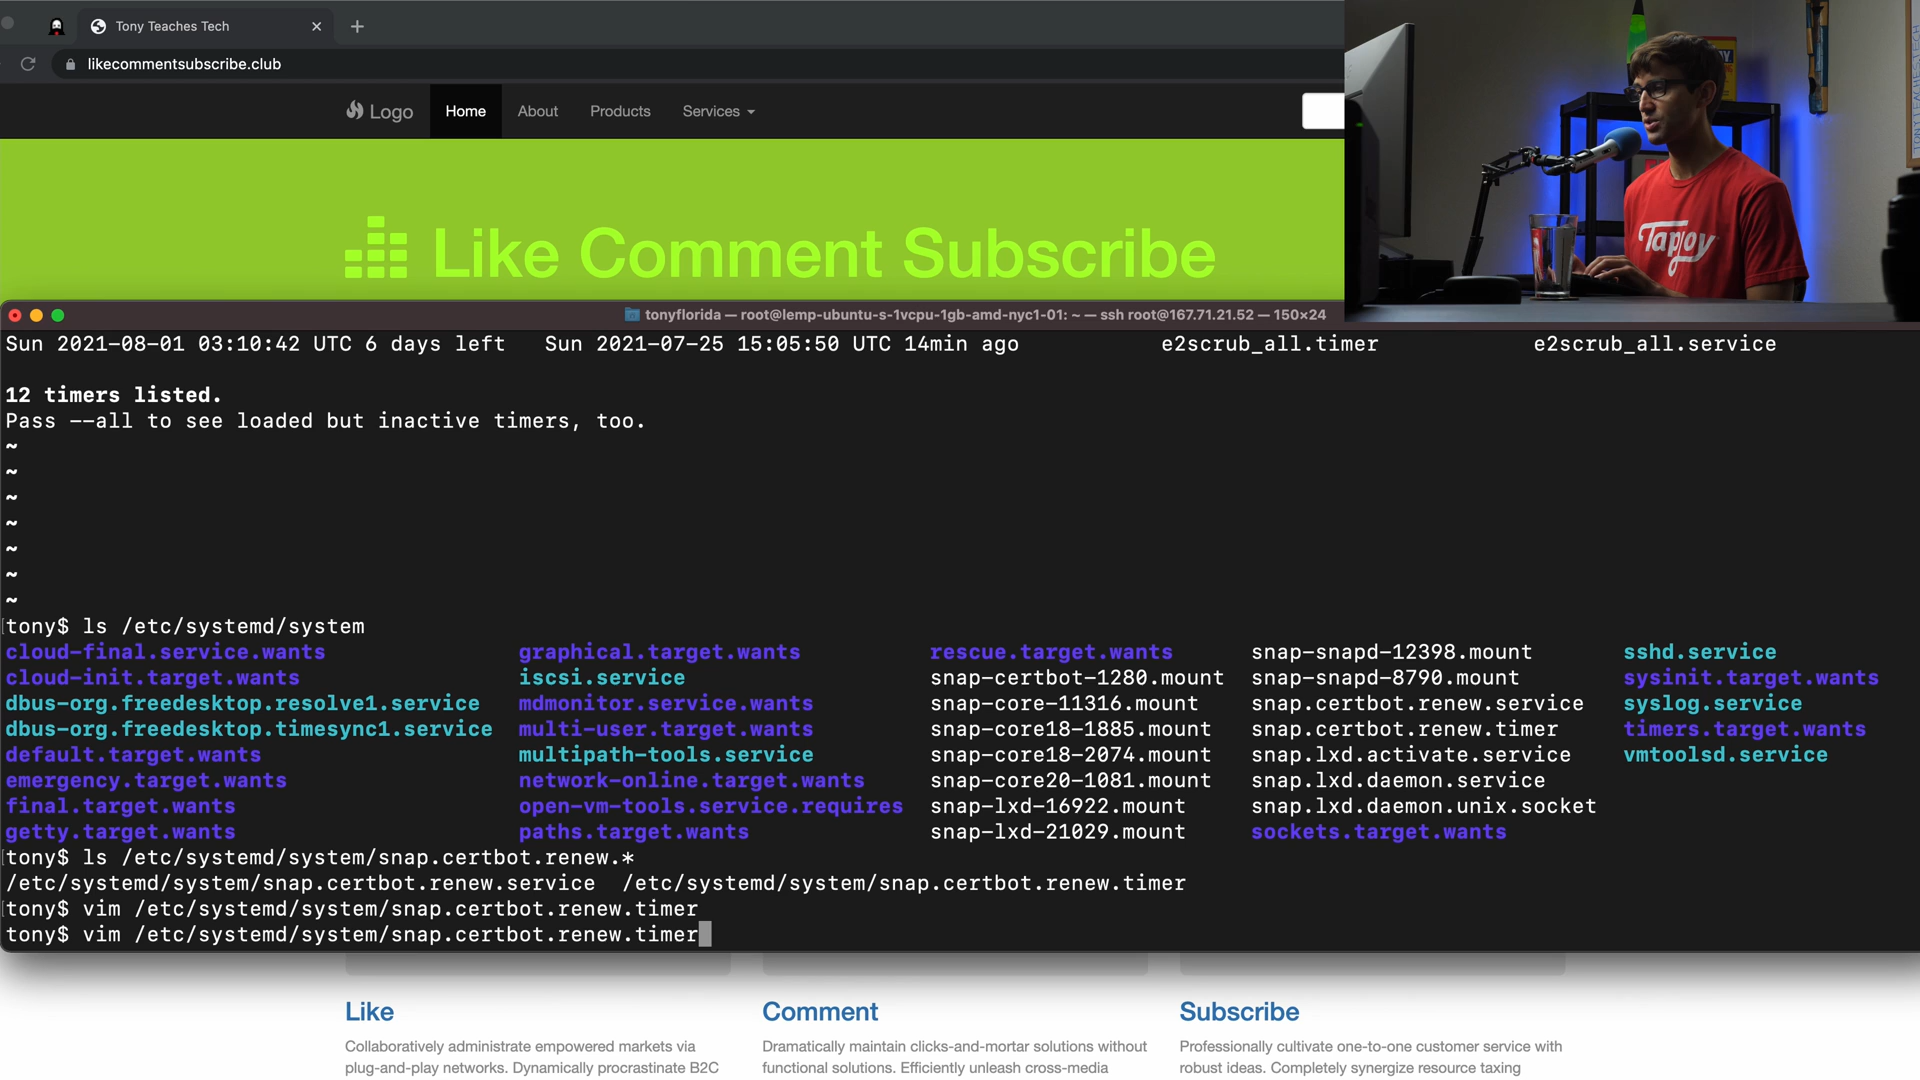 Tony Teaches Tech
likecommentsubscribe.club
Logo Home About Products Services
Like Comment Subscribe
Tapjoy
tonyflorida — root@lemp-ubuntu-s-1vcpu-1gb-amd-nyc1-01: ~ — ssh root@167.71.21.52 — 150×24
Sun 2021-08-01 03:10:42 UTC 6 days left Sun 2021-07-25 15:05:50 UTC 14min ago e2scrub_all.timer e2scrub_all.service
12 timers listed.
Pass --all to see loaded but inactive timers, too.
~
~
~
~
~
~
~
tony$ ls /etc/systemd/system
cloud-final.service.wants graphical.target.wants rescue.target.wants snap-snapd-12398.mount sshd.service
cloud-init.target.wants iscsi.service snap-certbot-1280.mount snap-snapd-8790.mount sysinit.target.wants
dbus-org.freedesktop.resolve1.service mdmonitor.service.wants snap-core-11316.mount snap.certbot.renew.service syslog.service
dbus-org.freedesktop.timesync1.service multi-user.target.wants snap-core18-1885.mount snap.certbot.renew.timer timers.target.wants
default.target.wants multipath-tools.service snap-core18-2074.mount snap.lxd.activate.service vmtoolsd.service
emergency.target.wants network-online.target.wants snap-core20-1081.mount snap.lxd.daemon.service
final.target.wants open-vm-tools.service.requires snap-lxd-16922.mount snap.lxd.daemon.unix.socket
getty.target.wants paths.target.wants snap-lxd-21029.mount sockets.target.wants
tony$ ls /etc/systemd/system/snap.certbot.renew.*
/etc/systemd/system/snap.certbot.renew.service /etc/systemd/system/snap.certbot.renew.timer
tony$ vim /etc/systemd/system/snap.certbot.renew.timer
tony$ vim /etc/systemd/system/snap.certbot.renew.timer
Like Comment Subscribe
Collaboratively administrate empowered markets via Dramatically maintain clicks-and-mortar solutions without Professionally cultivate one-to-one customer service with
plug-and-play networks. Dynamically procrastinate B2C functional solutions. Efficiently unleash cross-media robust ideas. Completely synergize resource taxing